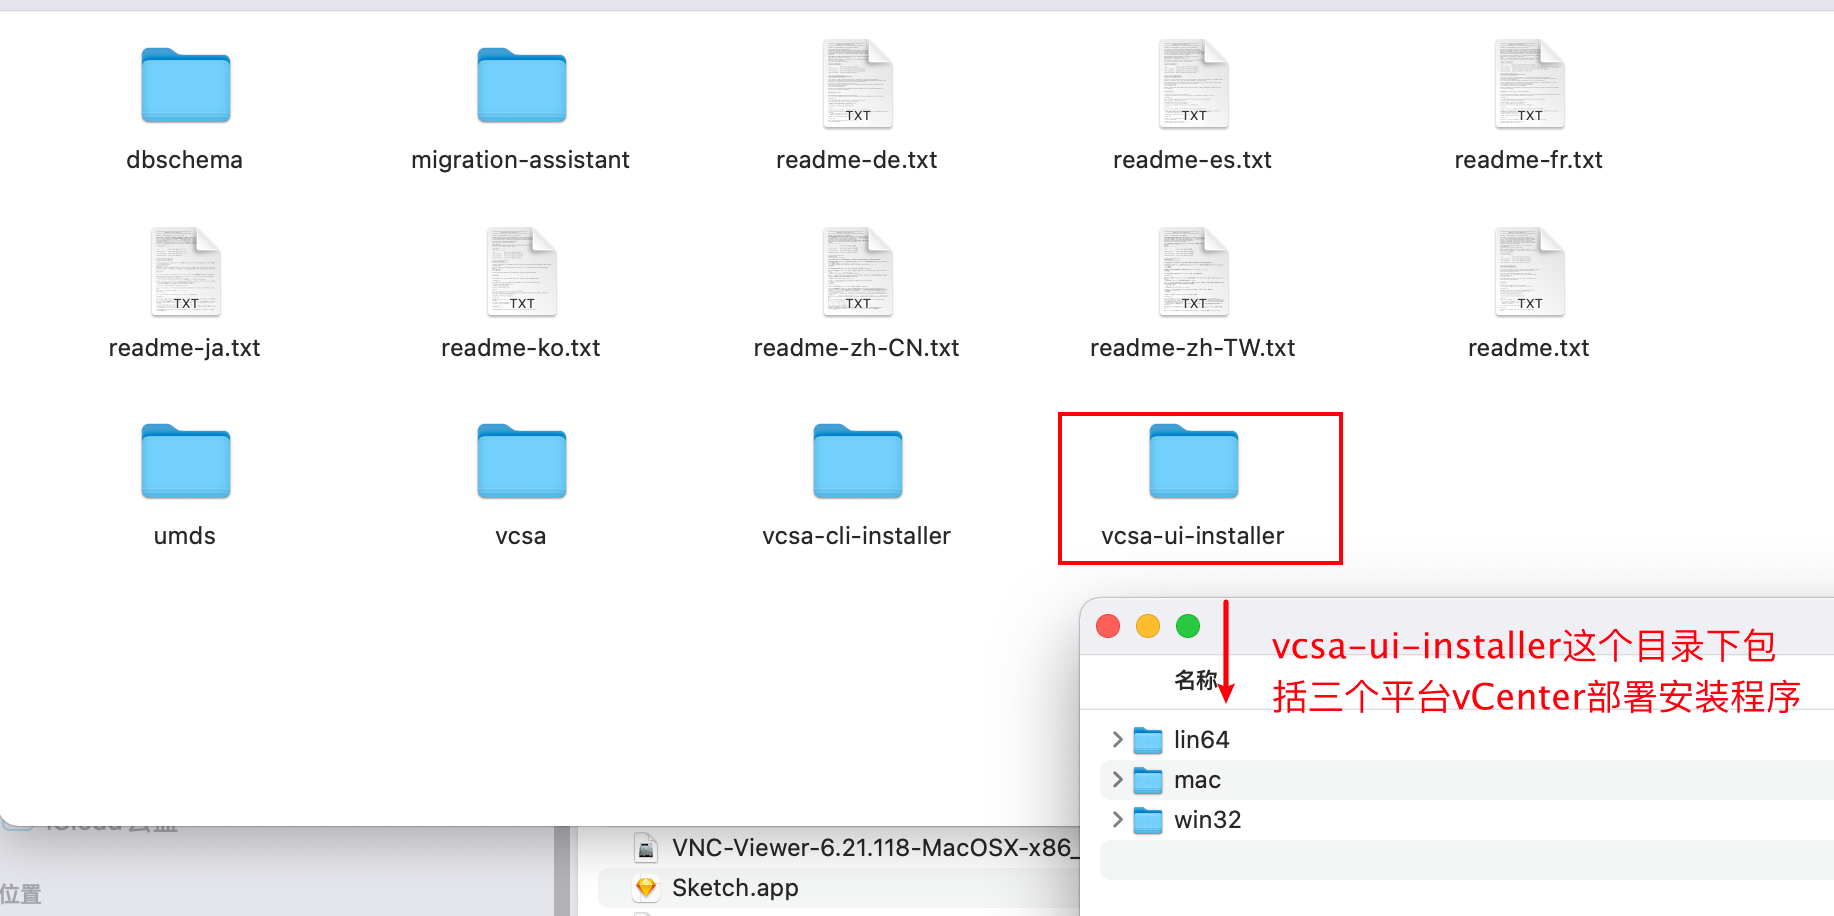 dbschema
migration-assistant
TXT
readme-de.txt
TXT
readme-es.txt
TXT
readme-fr.txt
TXT
readme-ja.txt
TXT
readme-ko.txt
TXT
readme-zh-CN.txt
TXT
readme-zh-TW.txt
TXT
readme.txt
umds
vcsa
vcsa-cli-installer
vcsa-ui-installer
vcsa-ui-installer这个目录下包
括三个平台vCenter部署安装程序
名称
lin64
mac
win32
VNC-Viewer-6.21.118-MacOSX-x86_
Sketch.app
位置